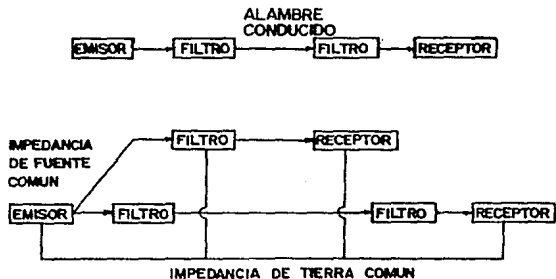 ALAMBRE
CONDUCIDO
EMISOR FILTRO FILTRO RECEPTOR
IMPEDANCIA
DE FUENTE
COMUN
FILTRO RECEPTOR
EMISOR FILTRO FILTRO RECEPTOR
IMPEDANCIA DE TIERRA COMUN